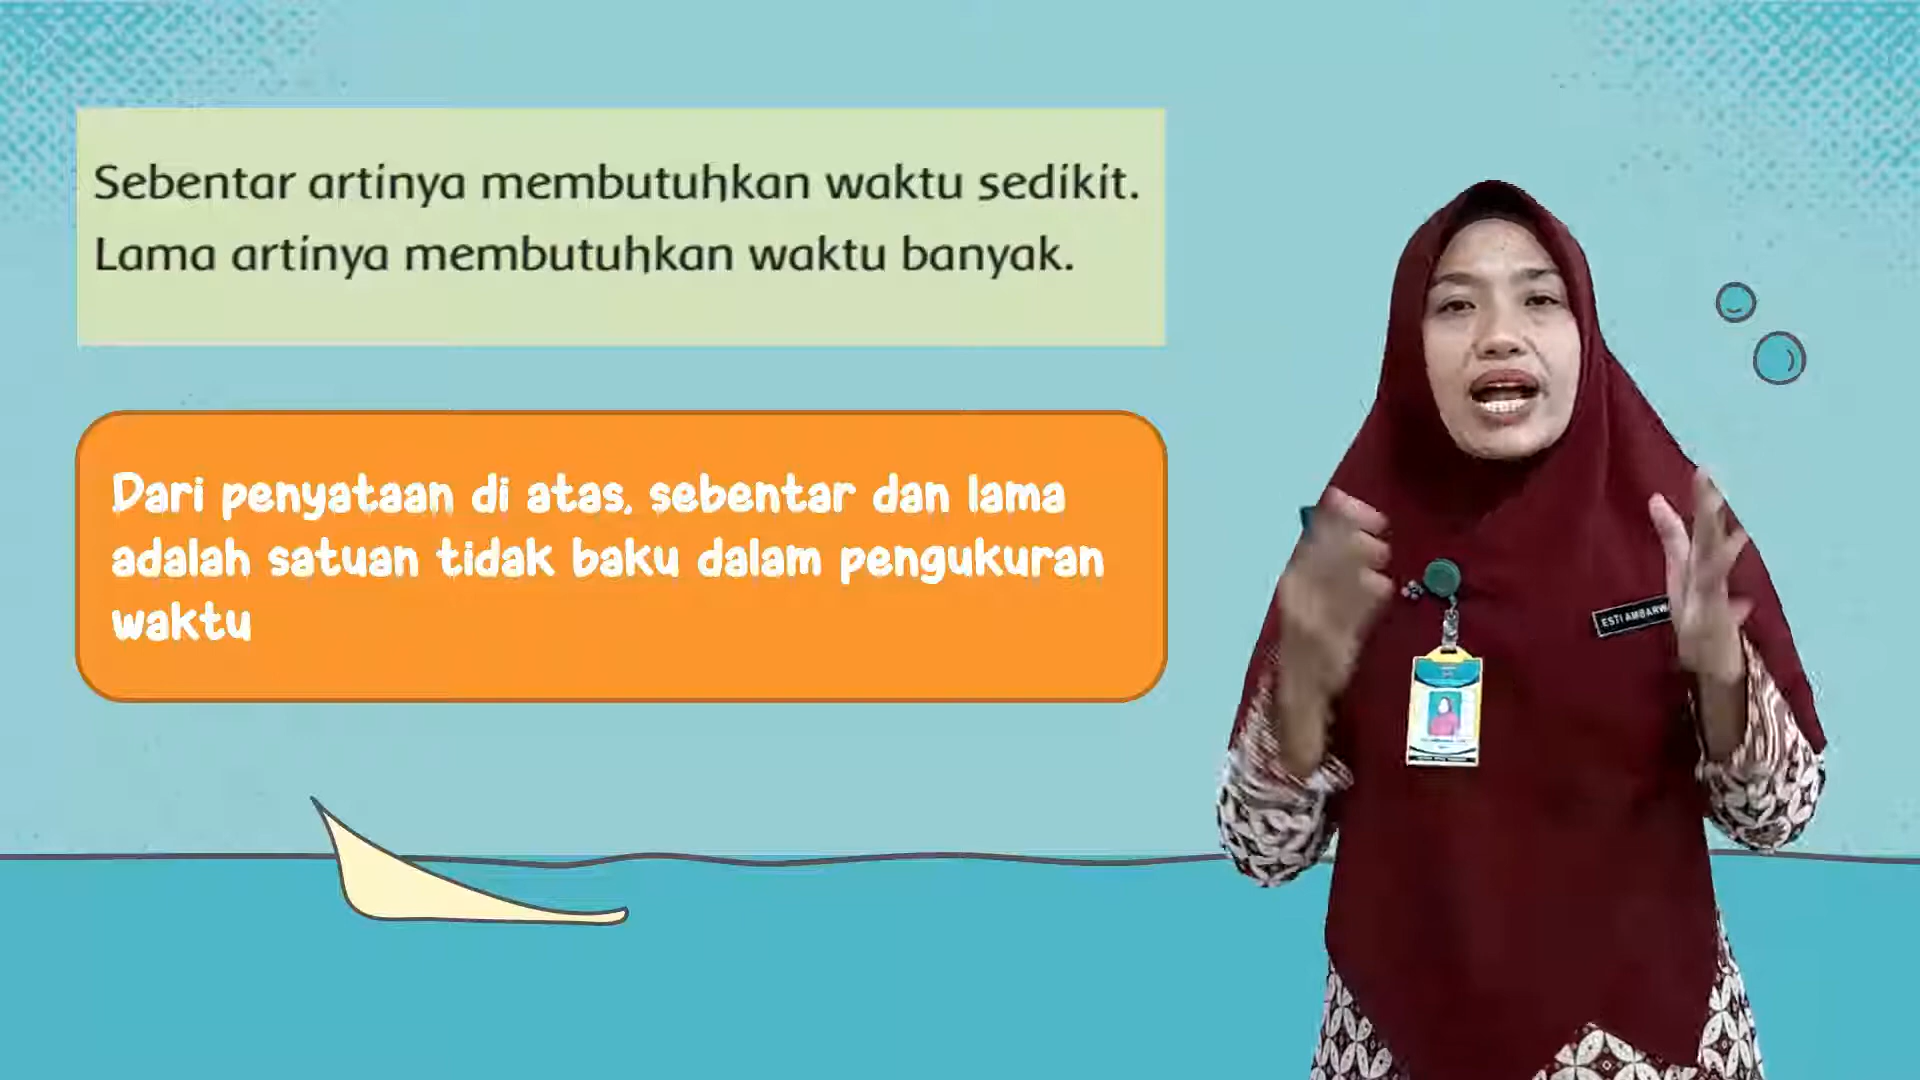 Sebentar artinya membutuhkan waktu sedikit.
Lama artinya membutuhkan waktu banyak.
Dari penyataan di atas, sebentar dan lama
adalah satuan tidak baku dalam pengukuran
waktu
ESTI